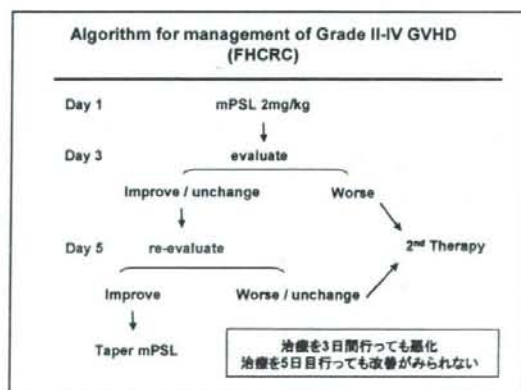 Algorithm for management of Grade II-IV GVHD
(FHCRC)
Day 1 mPSL 2mg/kg
Day 3 evaluate
Improve / unchange Worse
Day 5 re-evaluate 2nd Therapy
Improve Worse / unchange
Taper mPSL
治療を3日間行っても悪化
治療を5日目行っても改善がみられない